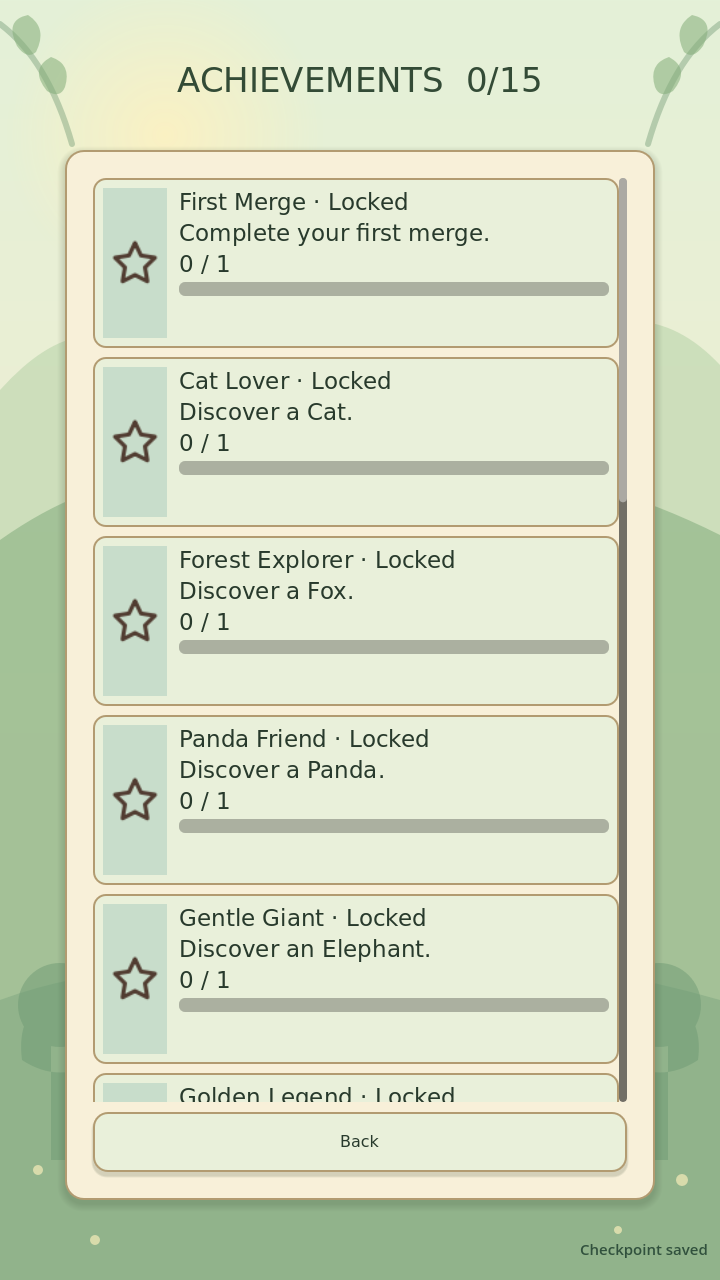 ACHIEVEMENTS 0/15
First Merge · Locked
Complete your first merge.
0 / 1
Cat Lover · Locked
Discover a Cat.
0 / 1
Forest Explorer · Locked
Discover a Fox.
0 / 1
Panda Friend · Locked
Discover a Panda.
0 / 1
Gentle Giant · Locked
Discover an Elephant.
0 / 1
Golden Legend · Locked
Back
Checkpoint saved